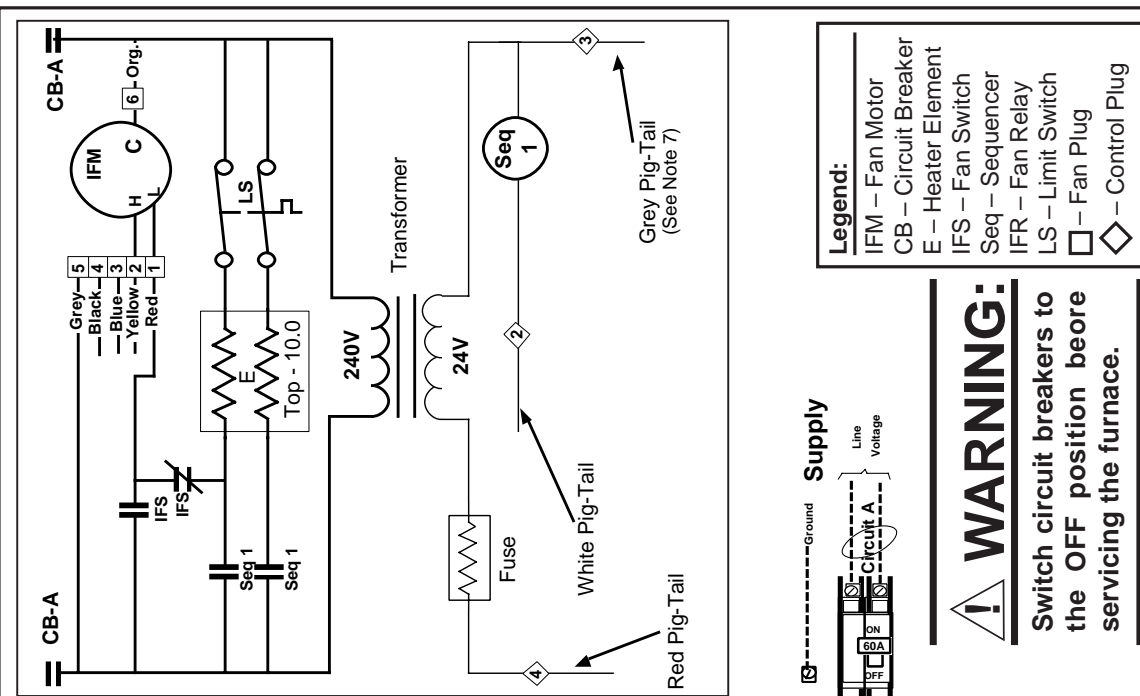 CB-A
CB-A
IFM
H
L
C
6
Org.
Grey
Black
Blue
Yellow
Red
5
4
3
2
1
LS
E
Top - 10.0
IFS
IFS
Seq 1
Seq 1
Transformer
240V
24V
Seq
1
Fuse
2
3
4
Grey Pig-Tail
(See Note 7)
White Pig-Tail
Red Pig-Tail
Supply
Line
Voltage
Ground
Circuit A
ON
60A
OFF
Legend:
IFM – Fan Motor
CB – Circuit Breaker
E – Heater Element
IFS – Fan Switch
Seq – Sequencer
IFR – Fan Relay
LS – Limit Switch
– Fan Plug
– Control Plug
! WARNING:
Switch circuit breakers to
the OFF position beore
servicing the furnace.